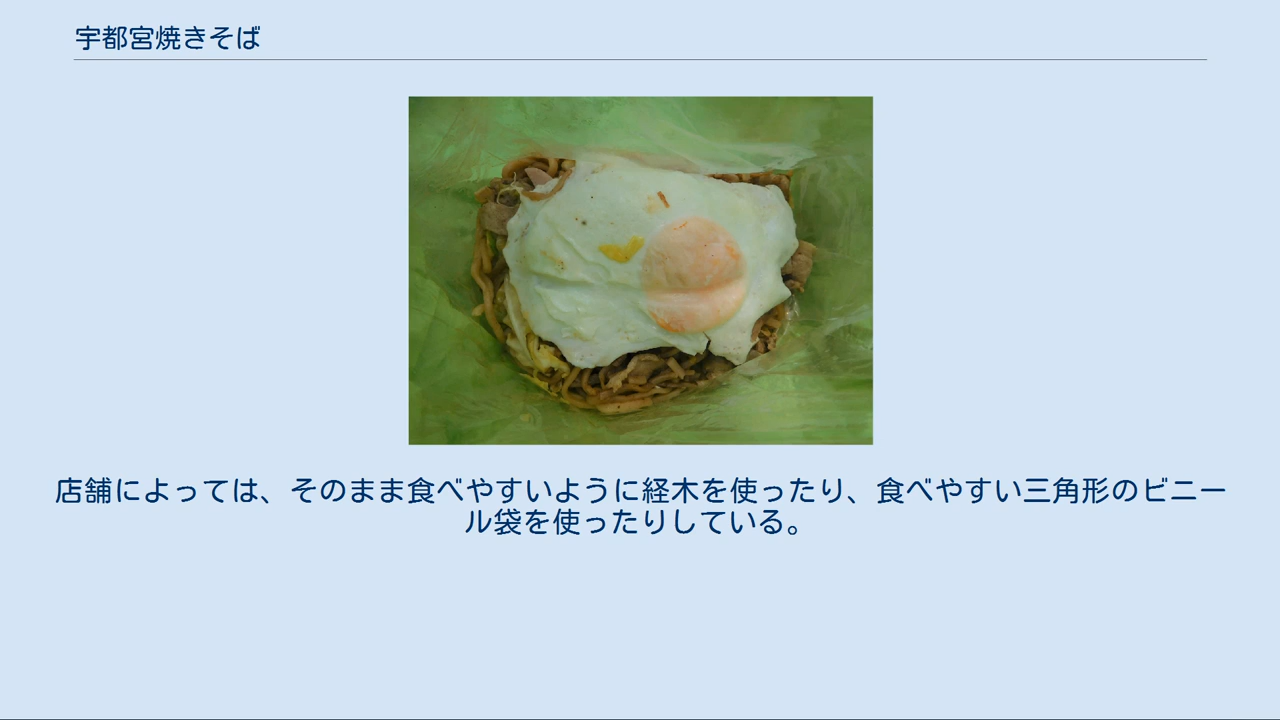 宇都宮焼きそば
店舗によっては、そのまま食べやすいように経木を使ったり、食べやすい三角形のビニー
ル袋を使ったりしている。